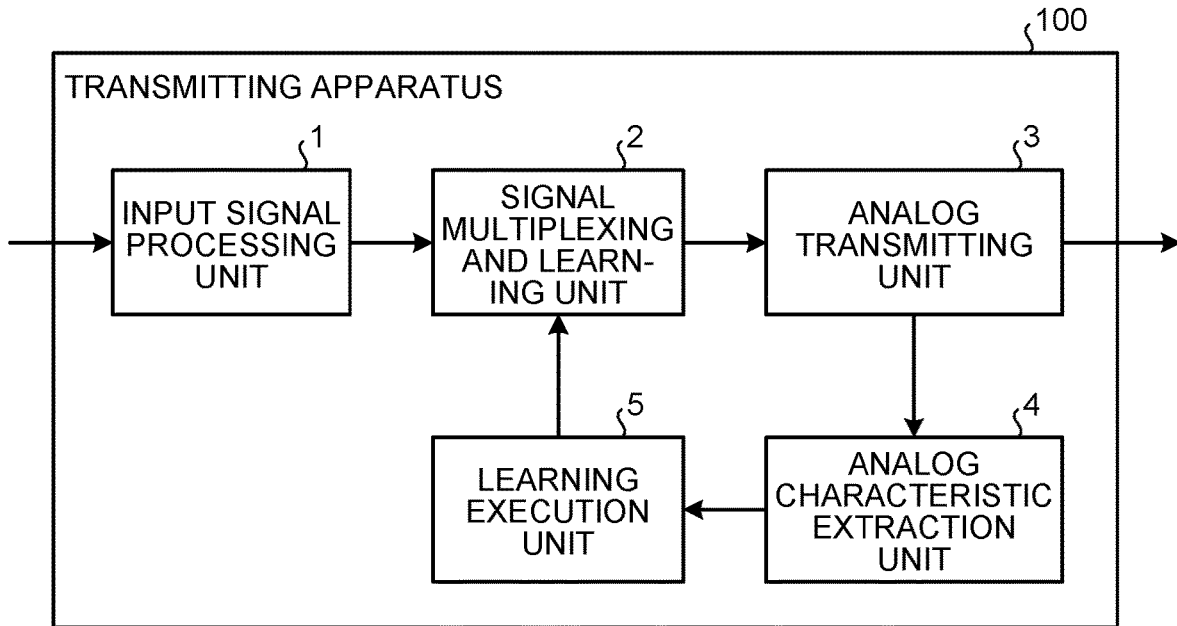 100
TRANSMITTING APPARATUS
1
INPUT SIGNAL
PROCESSING
UNIT
2
SIGNAL
MULTIPLEXING
AND LEARN-
ING UNIT
3
ANALOG
TRANSMITTING
UNIT
5
LEARNING
EXECUTION
UNIT
4
ANALOG
CHARACTERISTIC
EXTRACTION
UNIT